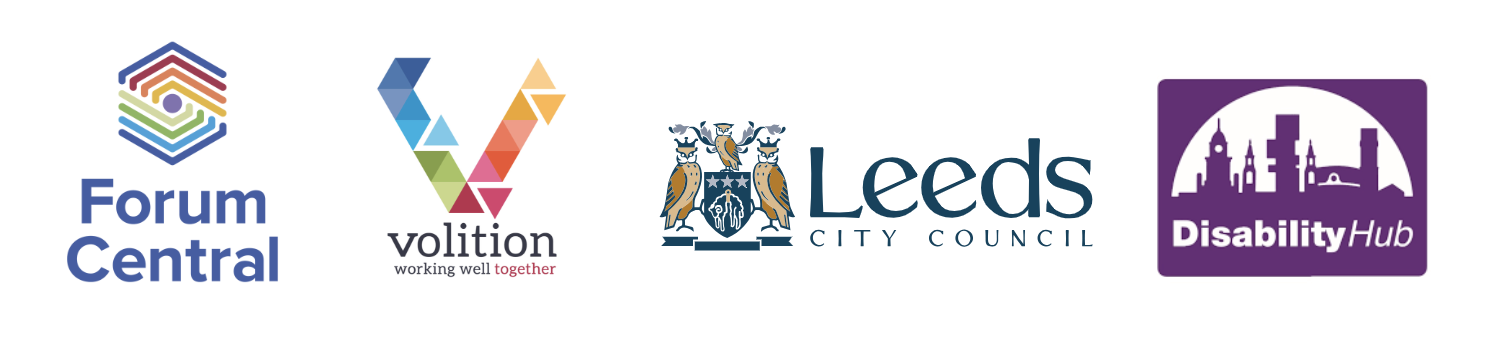 Forum
Central
volition
working well together
Leeds
CITY COUNCIL
DisabilityHub